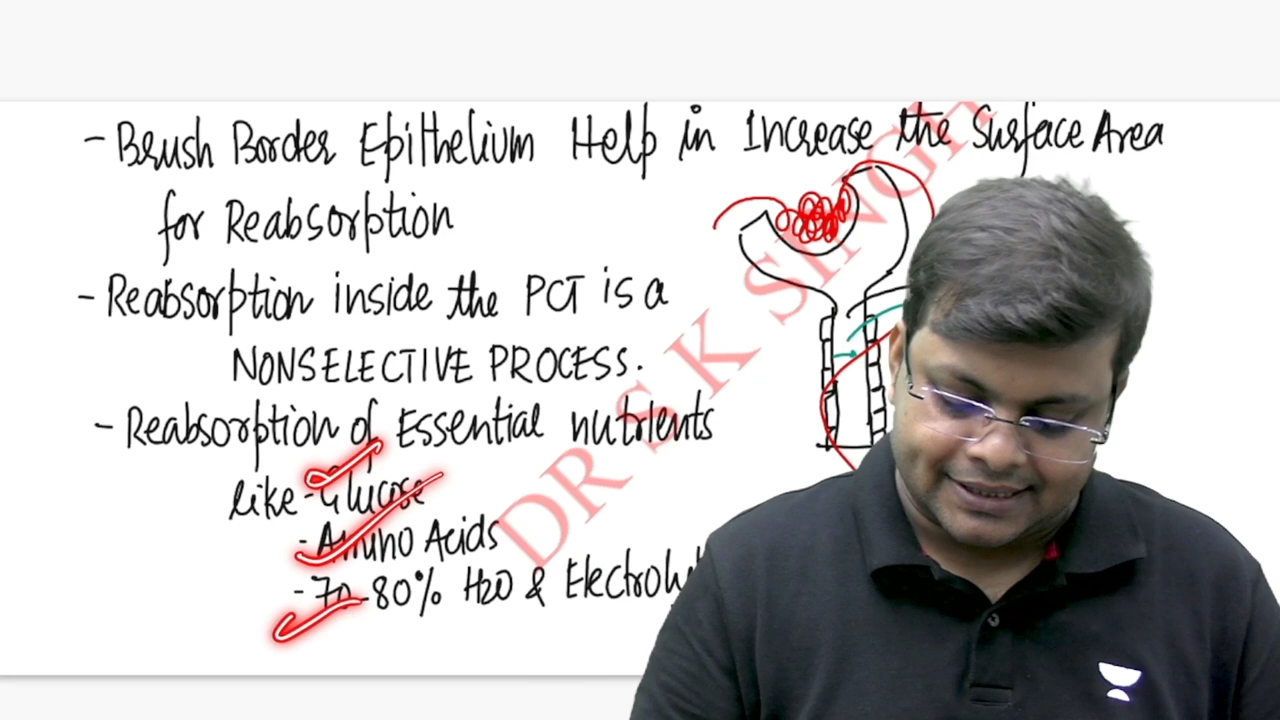 - Brush Border Epithelium Help in Increase the Surface Area
for Reabsorption
- Reabsorption inside the PCT is a
NONSELECTIVE PROCESS.
- Reabsorption of Essential nutrients
like - Glucose
- Amino Acids
- 70-80% H2O & Electroly
DR S K SINGH